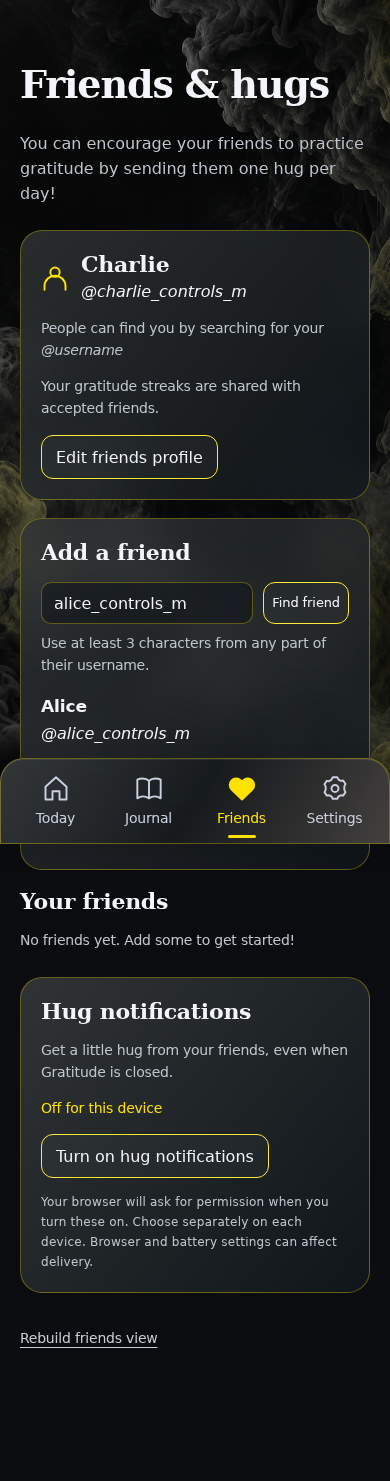 Friends & hugs
You can encourage your friends to practice
gratitude by sending them one hug per
day!
Charlie
@charlie_controls_m
People can find you by searching for your
@username
Your gratitude streaks are shared with
accepted friends.
Edit friends profile
Add a friend
alice_controls_m
Find friend
Use at least 3 characters from any part of
their username.
Alice
@alice_controls_m
Today
Journal
Friends
Settings
Your friends
No friends yet. Add some to get started!
Hug notifications
Get a little hug from your friends, even when
Gratitude is closed.
Off for this device
Turn on hug notifications
Your browser will ask for permission when you
turn these on. Choose separately on each
device. Browser and battery settings can affect
delivery.
Rebuild friends view